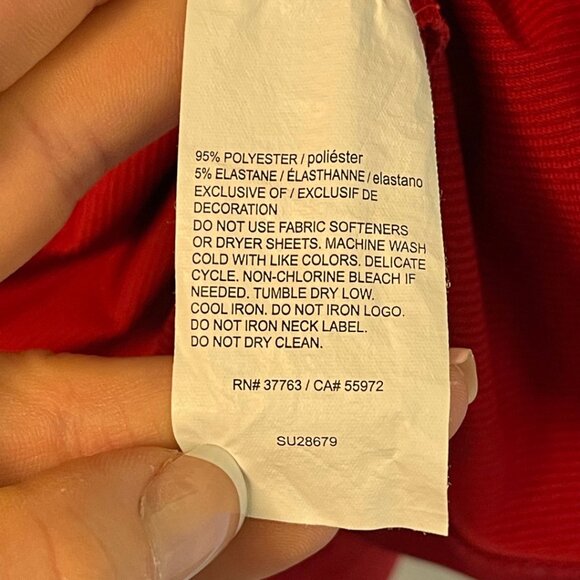 95% POLYESTER / poliéster
5% ELASTANE / ÉLASTHANNE / elastano
EXCLUSIVE OF / EXCLUSIF DE
DECORATION
DO NOT USE FABRIC SOFTENERS
OR DRYER SHEETS. MACHINE WASH
COLD WITH LIKE COLORS. DELICATE
CYCLE. NON-CHLORINE BLEACH IF
NEEDED. TUMBLE DRY LOW.
COOL IRON. DO NOT IRON LOGO.
DO NOT IRON NECK LABEL.
DO NOT DRY CLEAN.
RN# 37763 / CA# 55972
SU28679